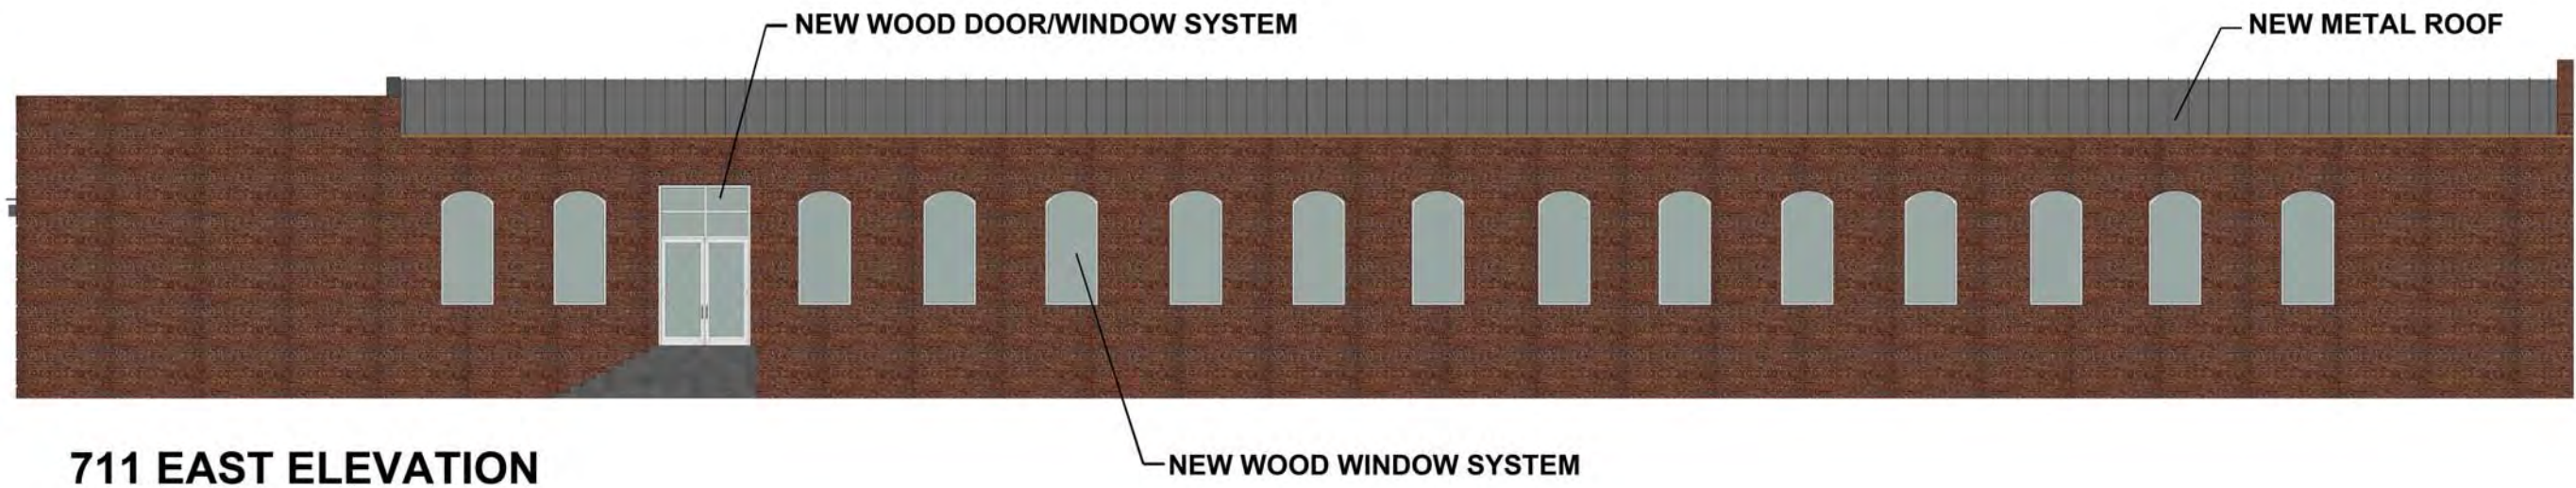 NEW WOOD DOOR/WINDOW SYSTEM
NEW METAL ROOF
NEW WOOD WINDOW SYSTEM
711 EAST ELEVATION